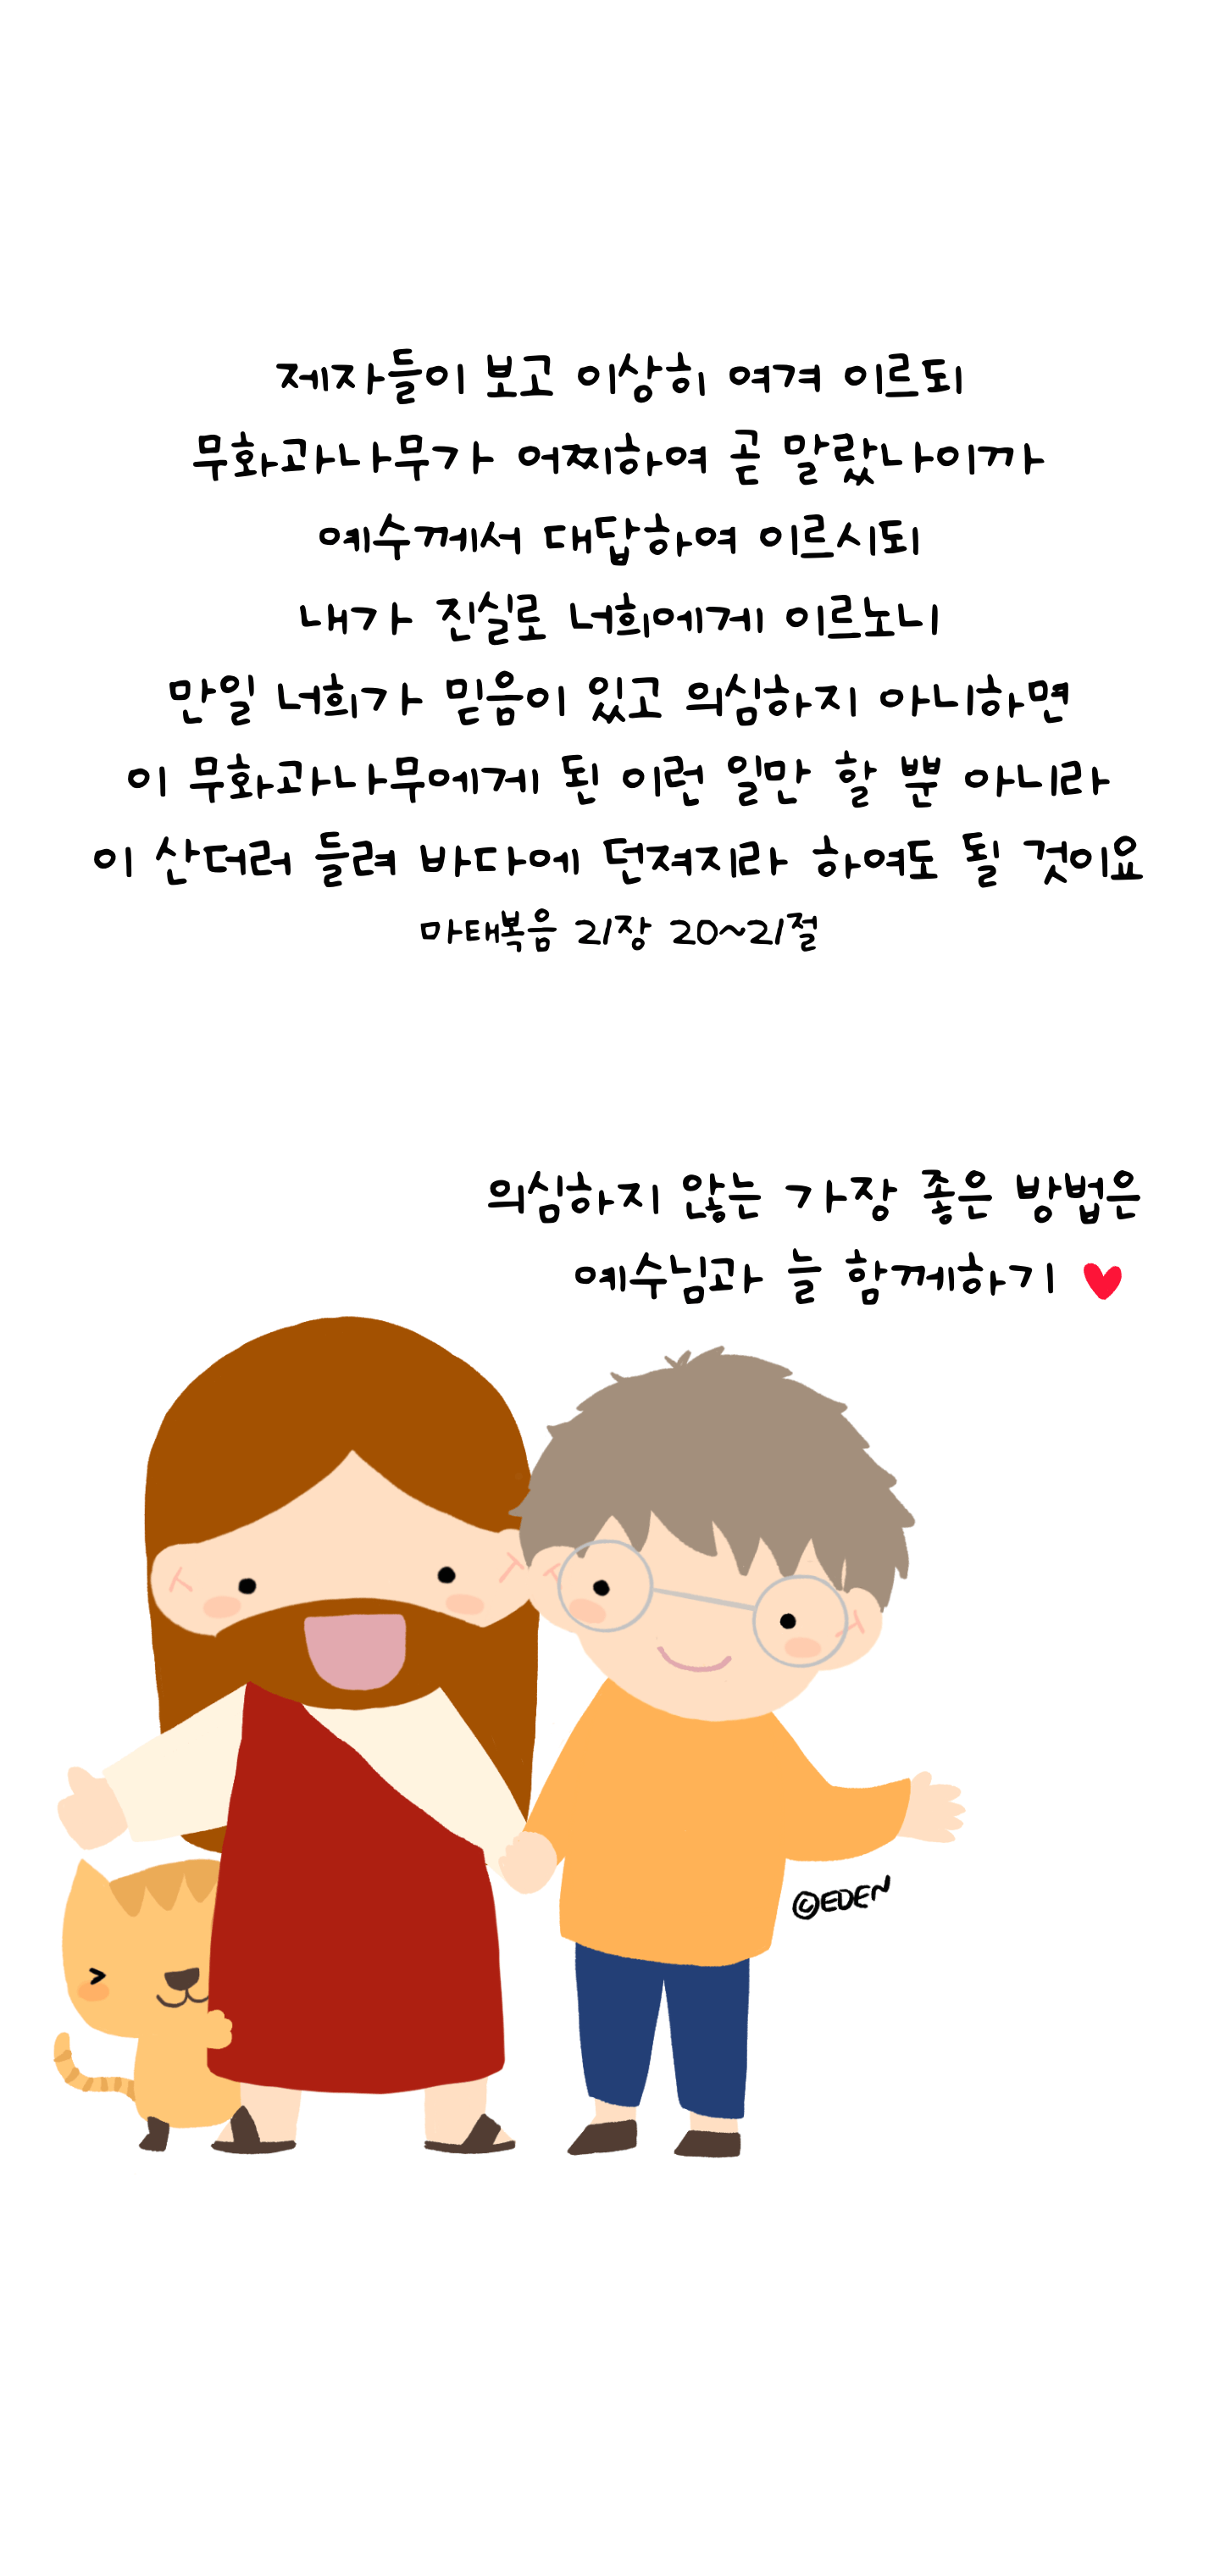 제자들이 보고 이상히 여겨 이르되
무화과나무가 어찌하여 곧 말랐나이까
예수께서 대답하여 이르시되
내가 진실로 너희에게 이르노니
만일 너희가 믿음이 있고 의심하지 아니하면
이 무화과나무에게 된 이런 일만 할 뿐 아니라
이 산더러 들려 바다에 던져지라 하여도 될 것이요
마태복음 21장 20~21절
의심하지 않는 가장 좋은 방법은
예수님과 늘 함께하기 ♥
©EDEN